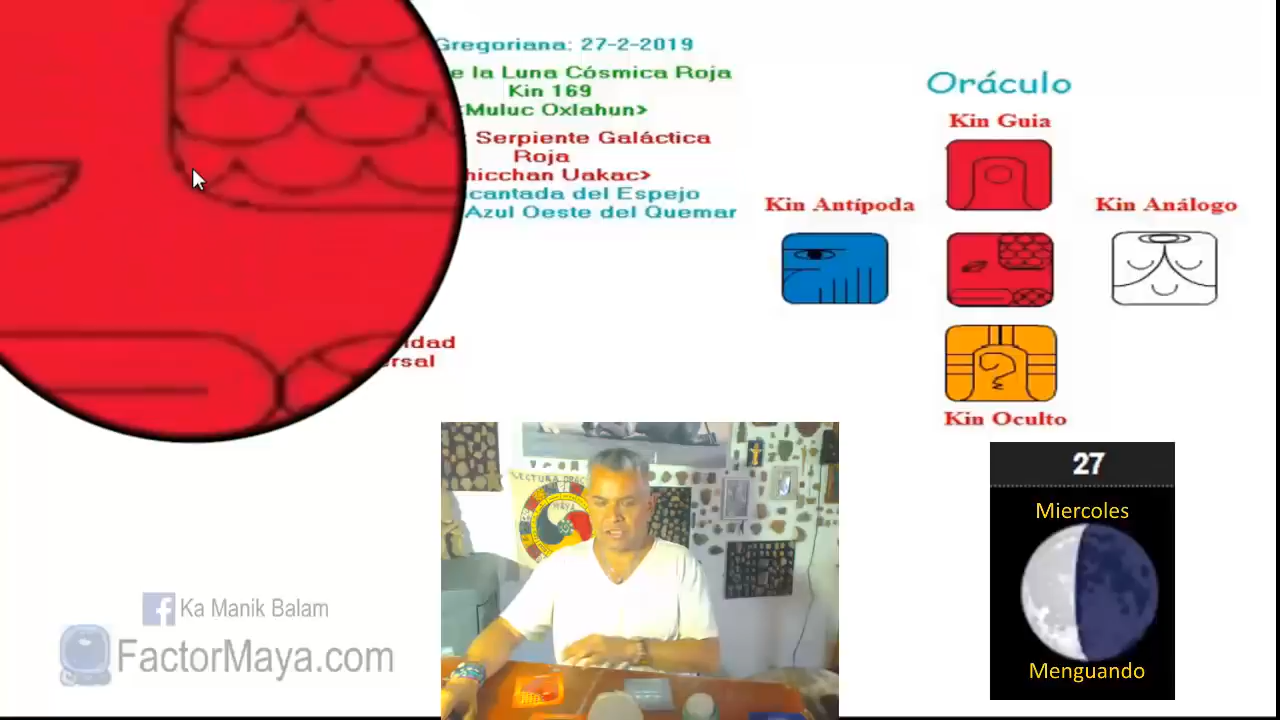 Gregoriana: 27-2-2019
e la Luna Cósmica Roja
Kin 169
<Muluc Oxlahun>
Serpiente Galáctica
Roja
hicchan Uakac>
cantada del Espejo
Azul Oeste del Quemar
idad
ersal
Oráculo
Kin Guia
Kin Antípoda
Kin Análogo
Kin Oculto
27
Miercoles
Menguando
Ka Manik Balam
FactorMaya.com